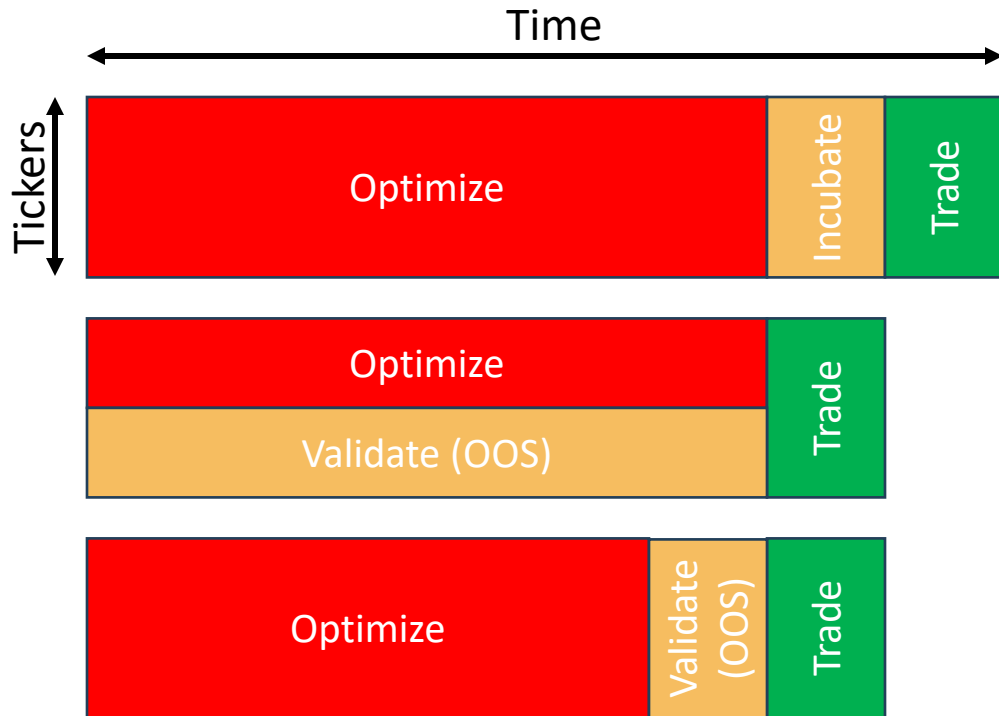 Time
Tickers
Optimize
Incubate
Trade
Optimize
Validate (OOS)
Trade
Optimize
Validate
(OOS)
Trade